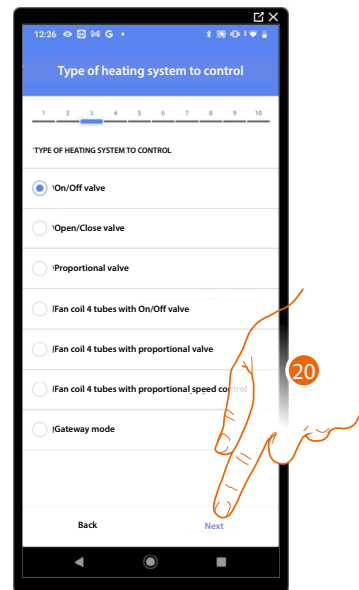 12:26 G
Type of heating system to control
1 2 3 4 5 6 7 8 9 10
TYPE OF HEATING SYSTEM TO CONTROL
On/Off valve
Open/Close valve
Proportional valve
Fan coil 4 tubes with On/Off valve
Fan coil 4 tubes with proportional valve
Fan coil 4 tubes with proportional speed control
Gateway mode
20
Back Next